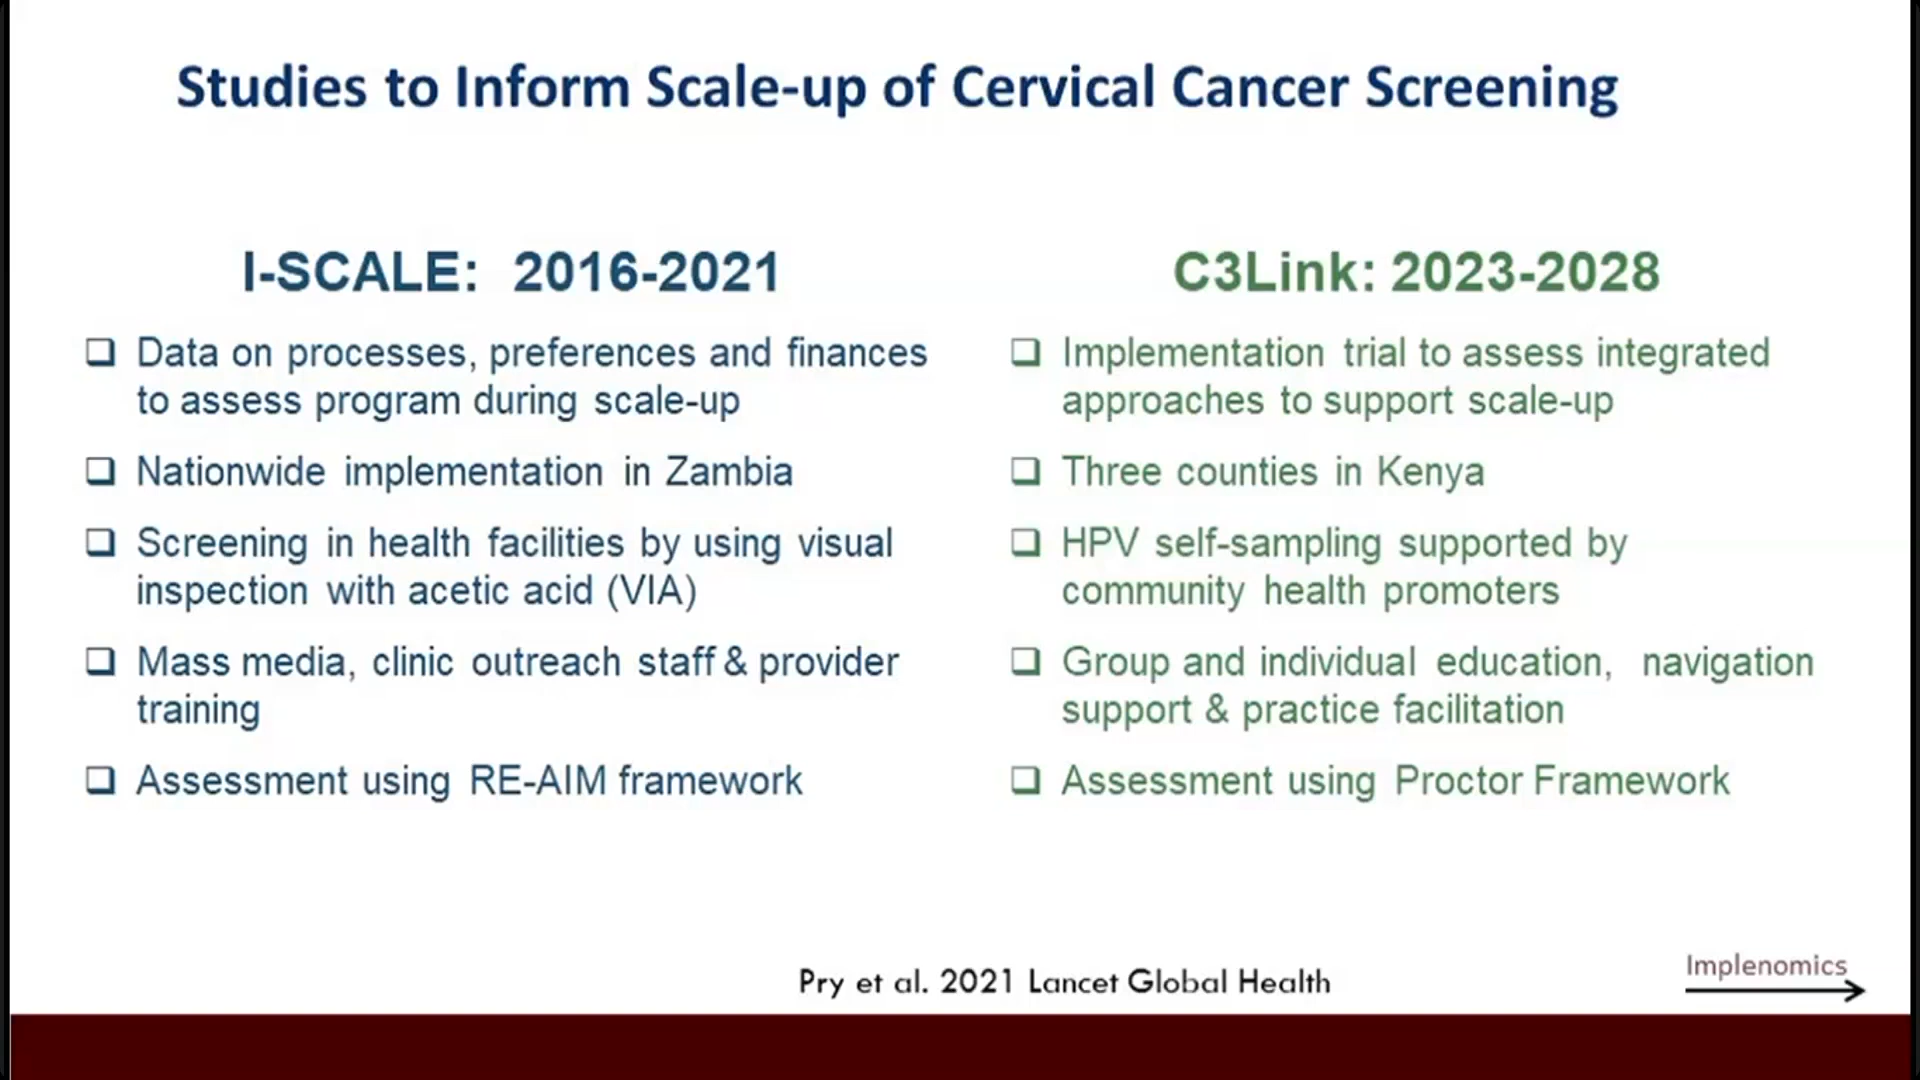 Studies to Inform Scale-up of Cervical Cancer Screening
I-SCALE: 2016-2021
Data on processes, preferences and finances
to assess program during scale-up
Nationwide implementation in Zambia
Screening in health facilities by using visual
inspection with acetic acid (VIA)
Mass media, clinic outreach staff & provider
training
Assessment using RE-AIM framework
C3Link: 2023-2028
Implementation trial to assess integrated
approaches to support scale-up
Three counties in Kenya
HPV self-sampling supported by
community health promoters
Group and individual education, navigation
support & practice facilitation
Assessment using Proctor Framework
Pry et al. 2021 Lancet Global Health
Implenomics